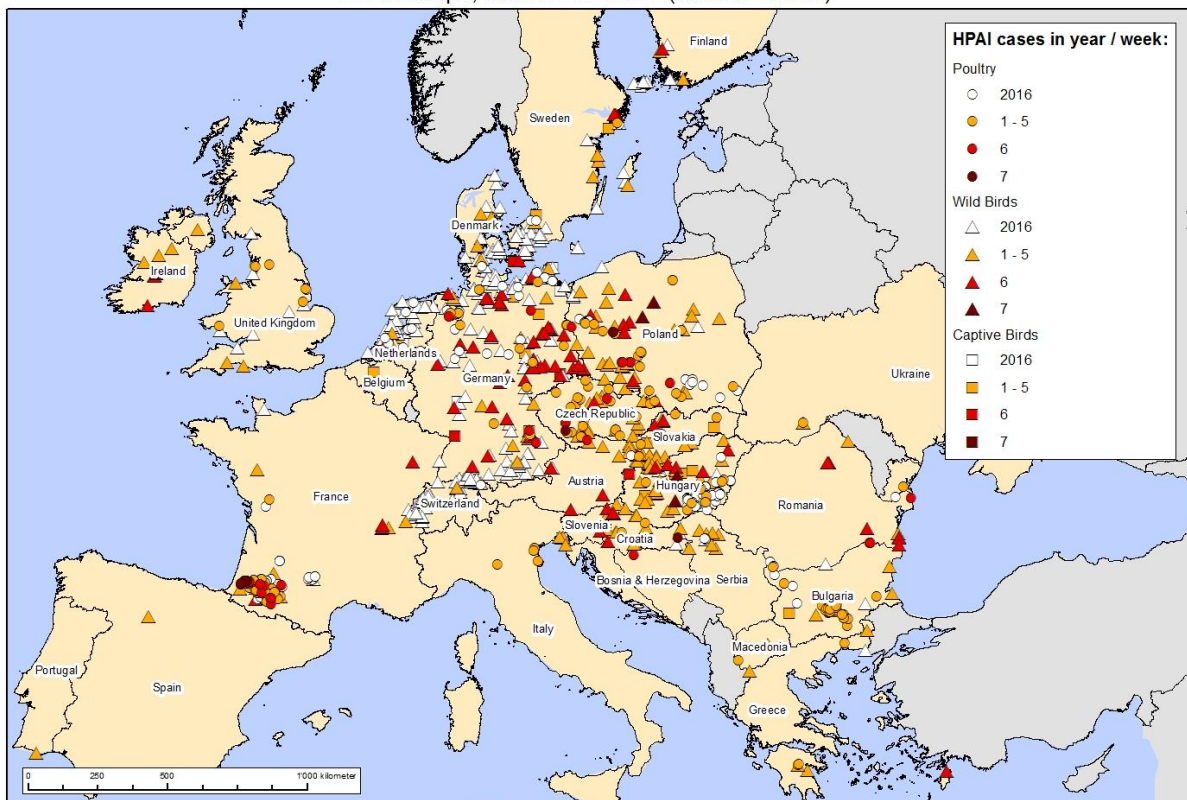 Finland
Sweden
Denmark
Ireland
United Kingdom
Netherlands
Belgium
Germany
Poland
Ukraine
Czech Republic
Slovakia
France
Austria
Hungary
Switzerland
Slovenia
Romania
Croatia
Bosnia & Herzegovina
Serbia
Bulgaria
Italy
Macedonia
Portugal
Spain
Greece
HPAI cases in year / week:
Poultry
2016
1 - 5
6
7
Wild Birds
2016
1 - 5
6
7
Captive Birds
2016
1 - 5
6
7
0 250 500 1'000 kilometer